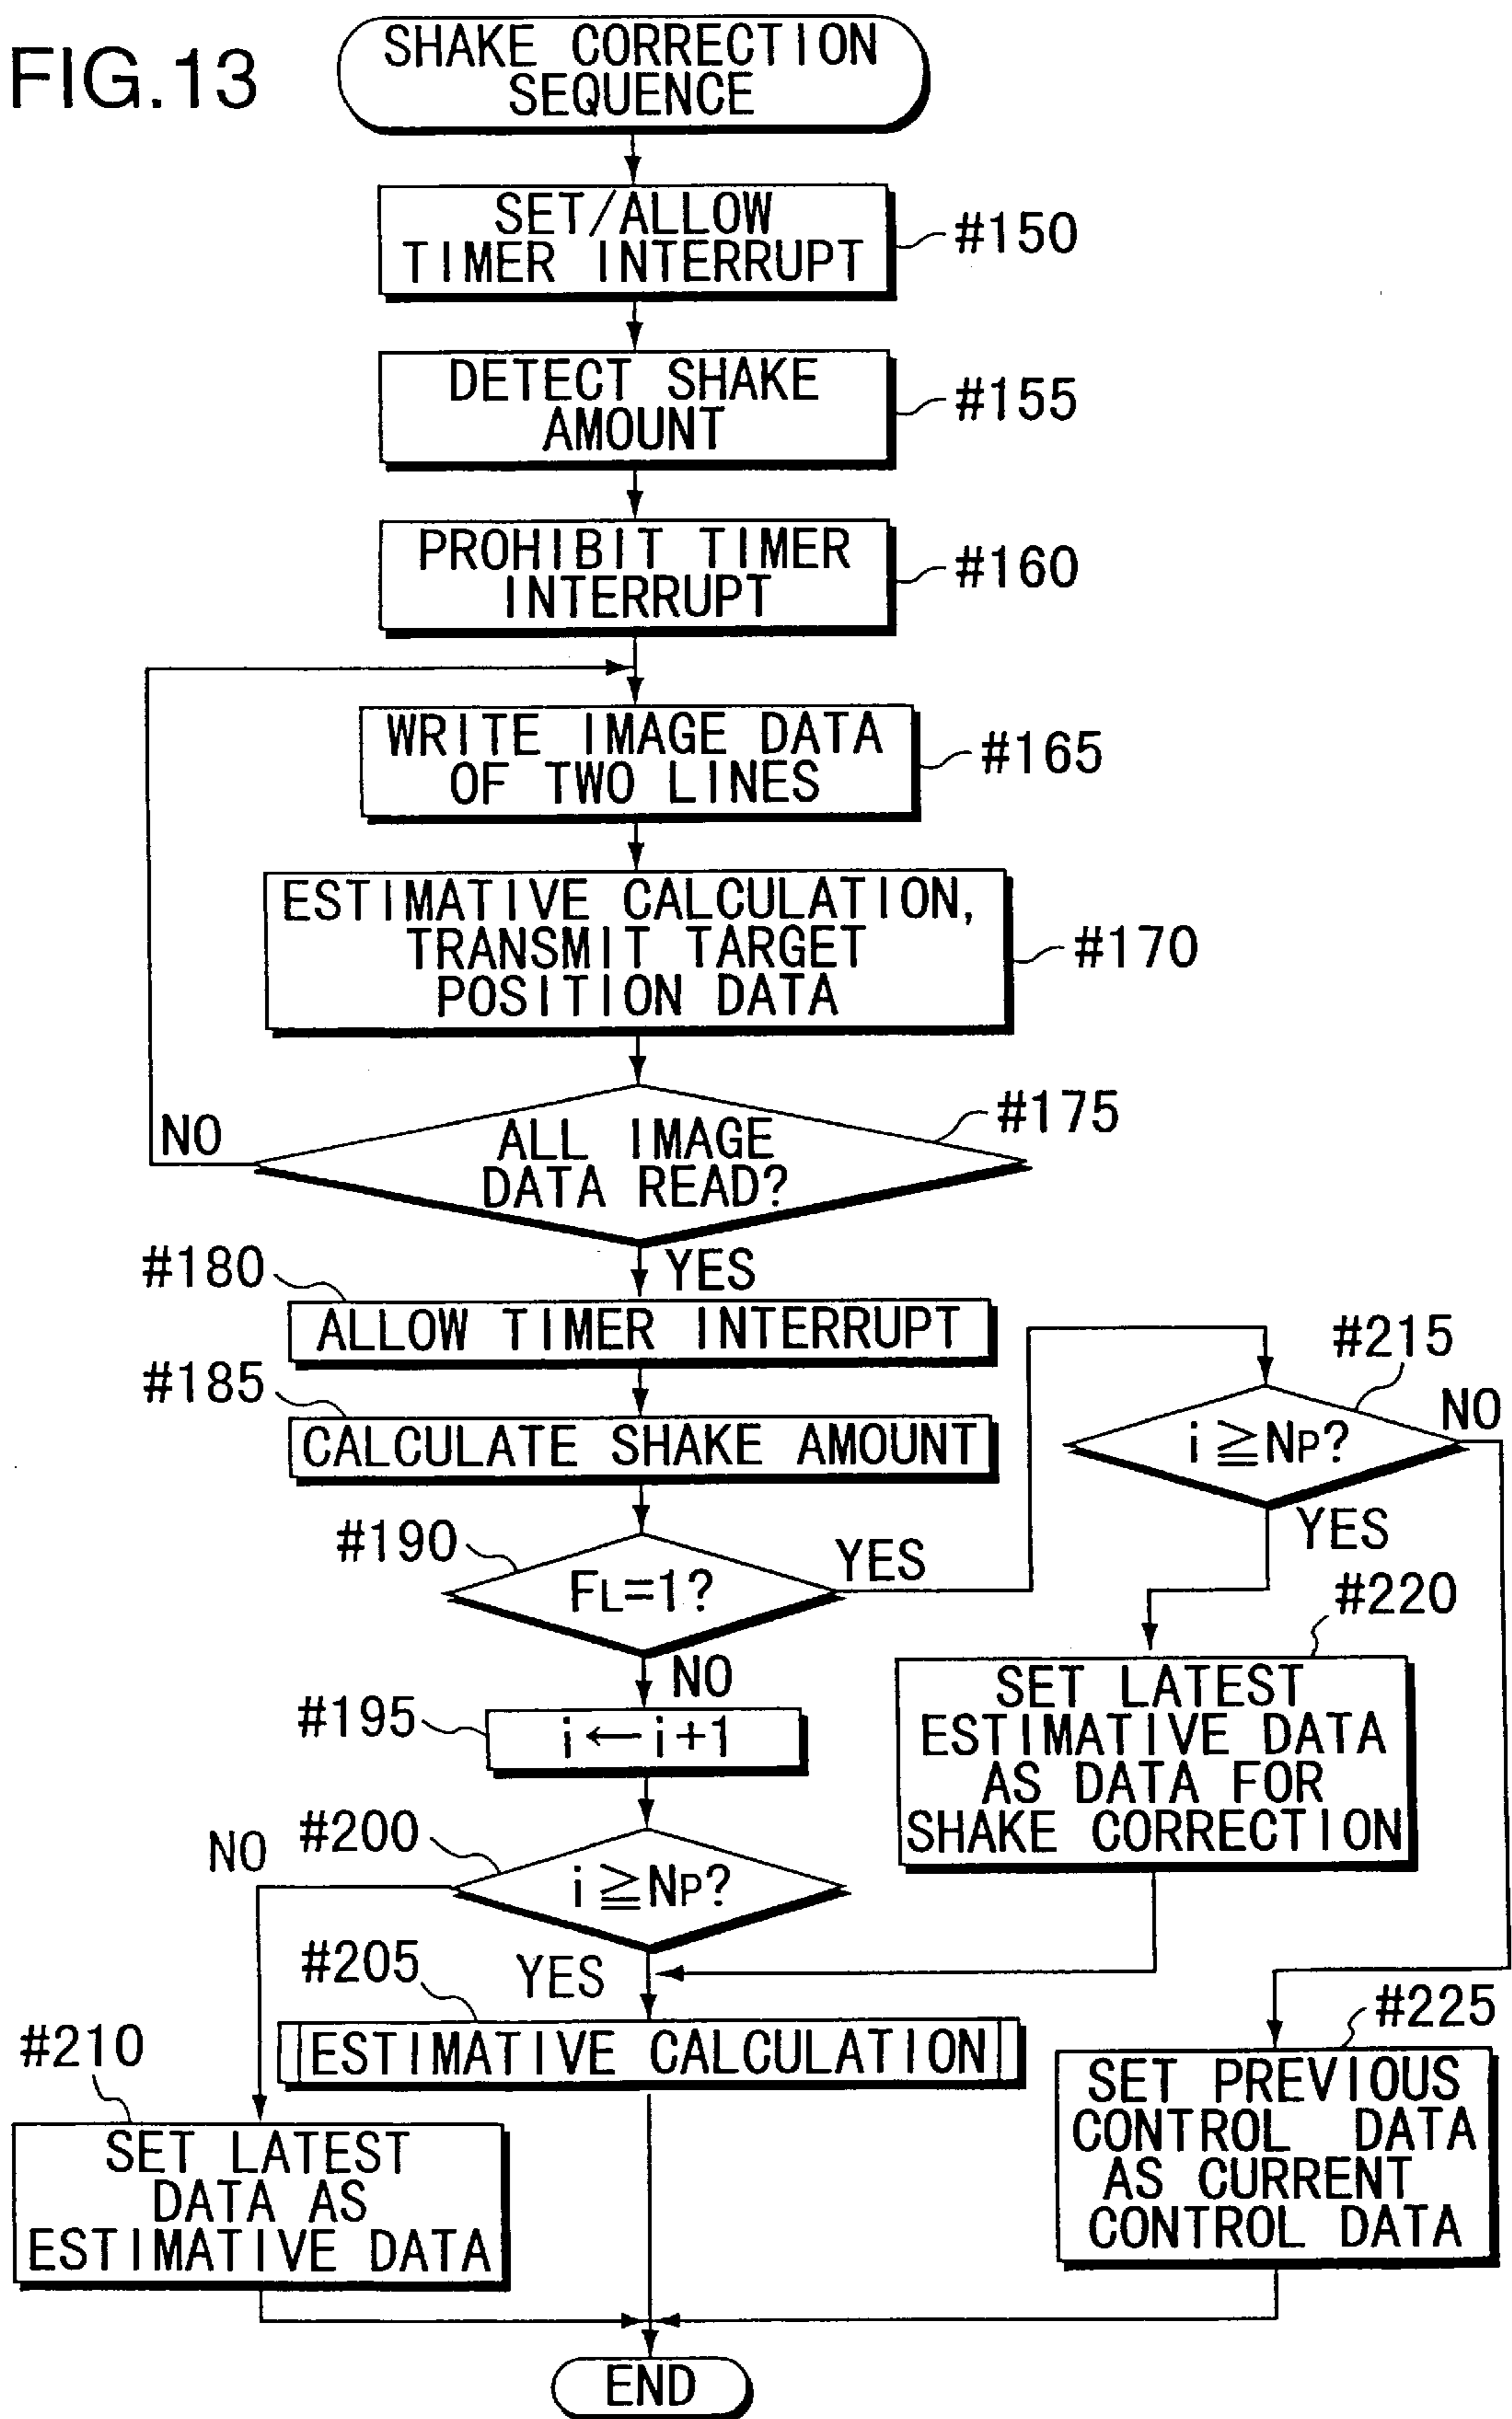 FIG.13
SHAKE CORRECTION
SEQUENCE
SET/ALLOW
TIMER INTERRUPT
#150
DETECT SHAKE
AMOUNT
#155
PROHIBIT TIMER
INTERRUPT
#160
WRITE IMAGE DATA
OF TWO LINES
#165
ESTIMATIVE CALCULATION,
TRANSMIT TARGET
POSITION DATA
#170
ALL IMAGE
DATA READ?
#175
NO
YES
#180
ALLOW TIMER INTERRUPT
#185
CALCULATE SHAKE AMOUNT
#190
FL=1?
YES
NO
#215
i≧NP?
NO
YES
#195
i←i+1
#220
SET LATEST
ESTIMATIVE DATA
AS DATA FOR
SHAKE CORRECTION
#200
i≧NP?
NO
YES
#205
ESTIMATIVE CALCULATION
#210
SET LATEST
DATA AS
ESTIMATIVE DATA
#225
SET PREVIOUS
CONTROL DATA
AS CURRENT
CONTROL DATA
END